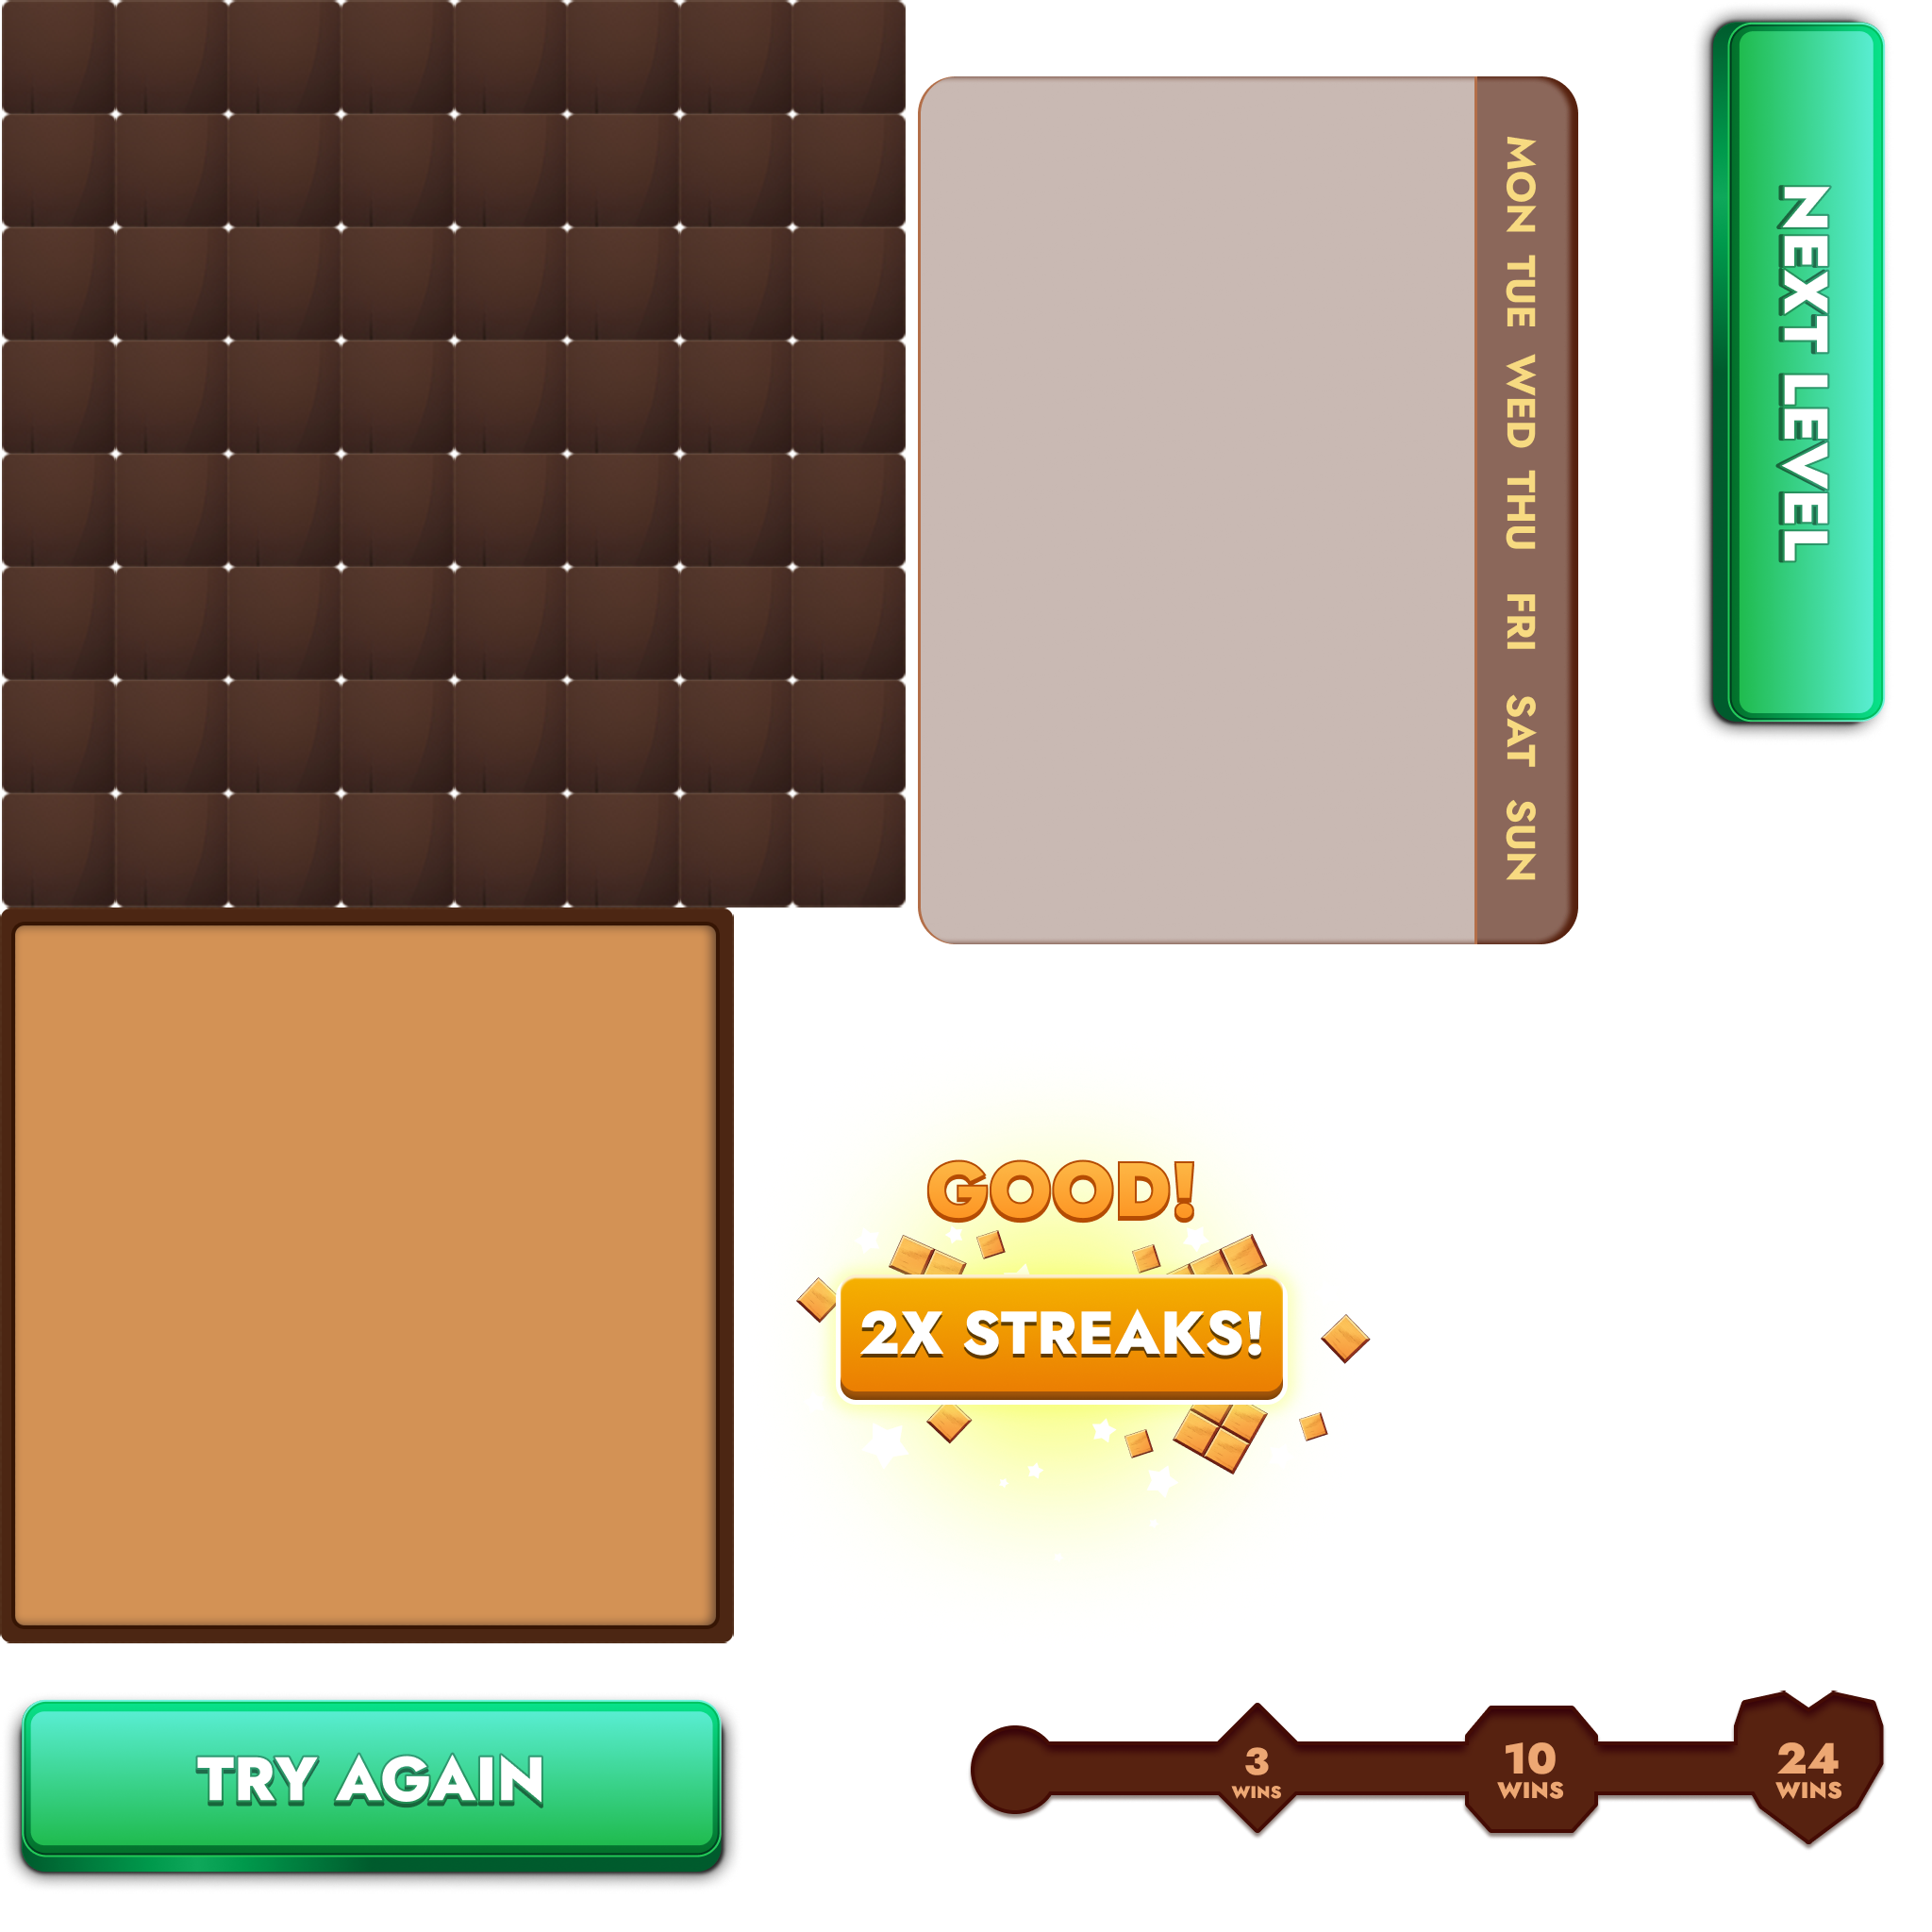 MON TUE WED THU FRI SAT SUN
NEXT LEVEL
GOOD!
2X STREAKS!
TRY AGAIN
3
WINS
10
WINS
24
WINS